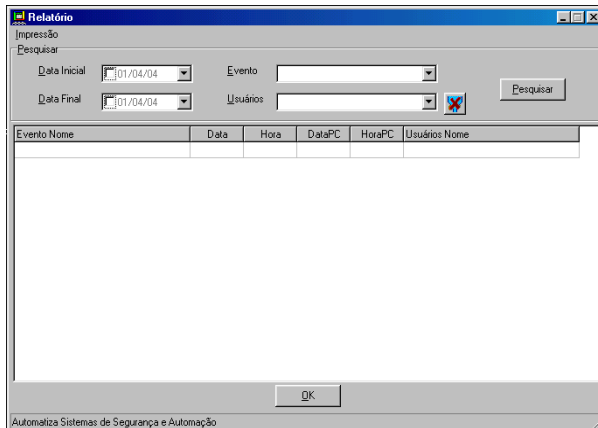 Relatório
Impressão
Pesquisar
Data Inicial 01/04/04 Evento
Data Final 01/04/04 Usuários
Pesquisar
Evento Nome Data Hora DataPC HoraPC Usuários Nome
OK
Automatiza Sistemas de Segurança e Automação